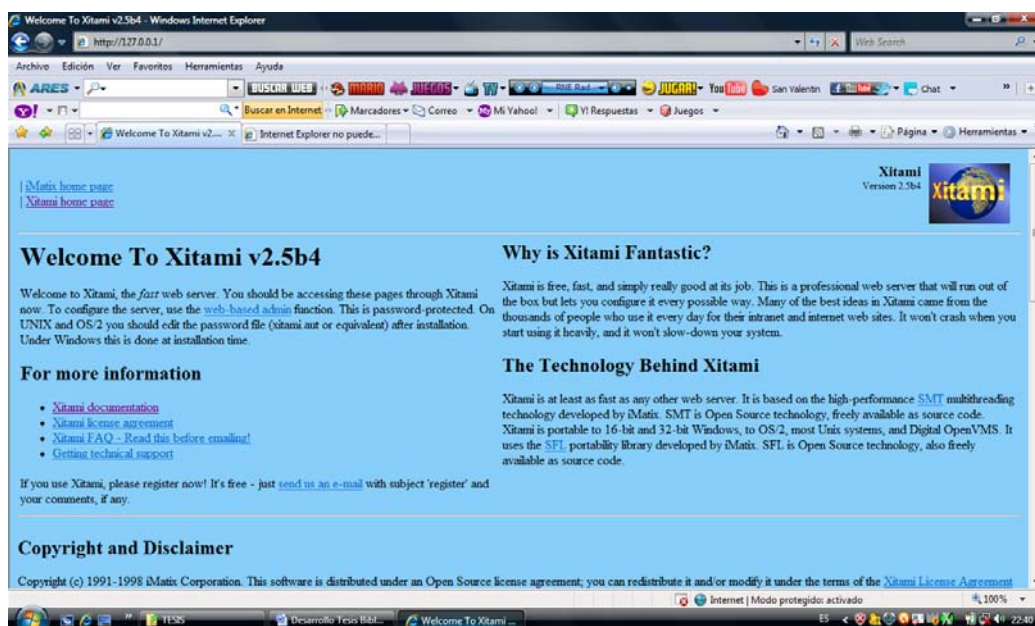 Welcome To Xitami v2.5b4 - Windows Internet Explorer
http://127.0.0.1/
Web Search
Archivo Edición Ver Favoritos Herramientas Ayuda
ARES BUSCAR WEB MARIO JUEGOS RNE Rad... JUGAR! YouTube San Valentin Chat »
Buscar en Internet Marcadores Correo Mi Yahoo! Y! Respuestas Juegos
Welcome To Xitami v2.... Internet Explorer no puede... Página Herramientas
| iMatix home page
| Xitami home page
Xitami
Version 2.5b4
Xitami
Welcome To Xitami v2.5b4
Welcome to Xitami, the fast web server. You should be accessing these pages through Xitami
now. To configure the server, use the web-based admin function. This is password-protected. On
UNIX and OS/2 you should edit the password file (xitami.aut or equivalent) after installation.
Under Windows this is done at installation time.
For more information
Xitami documentation
Xitami license agreement
Xitami FAQ - Read this before emailing!
Getting technical support
If you use Xitami, please register now! It's free - just send us an e-mail with subject 'register' and
your comments, if any.
Why is Xitami Fantastic?
Xitami is free, fast, and simply really good at its job. This is a professional web server that will run out of
the box but lets you configure it every possible way. Many of the best ideas in Xitami came from the
thousands of people who use it every day for their intranet and internet web sites. It won't crash when you
start using it heavily, and it won't slow-down your system.
The Technology Behind Xitami
Xitami is at least as fast as any other web server. It is based on the high-performance SMT multithreading
technology developed by iMatix. SMT is Open Source technology, freely available as source code.
Xitami is portable to 16-bit and 32-bit Windows, to OS/2, most Unix systems, and Digital OpenVMS. It
uses the SFL portability library developed by iMatix. SFL is Open Source technology, also freely
available as source code.
Copyright and Disclaimer
Copyright (c) 1991-1998 iMatix Corporation. This software is distributed under an Open Source license agreement; you can redistribute it and/or modify it under the terms of the Xitami License Agreement
Internet | Modo protegido: activado 100%
TESIS Desarrollo Tesis Bibl... Welcome To Xitami ... ES 22:48